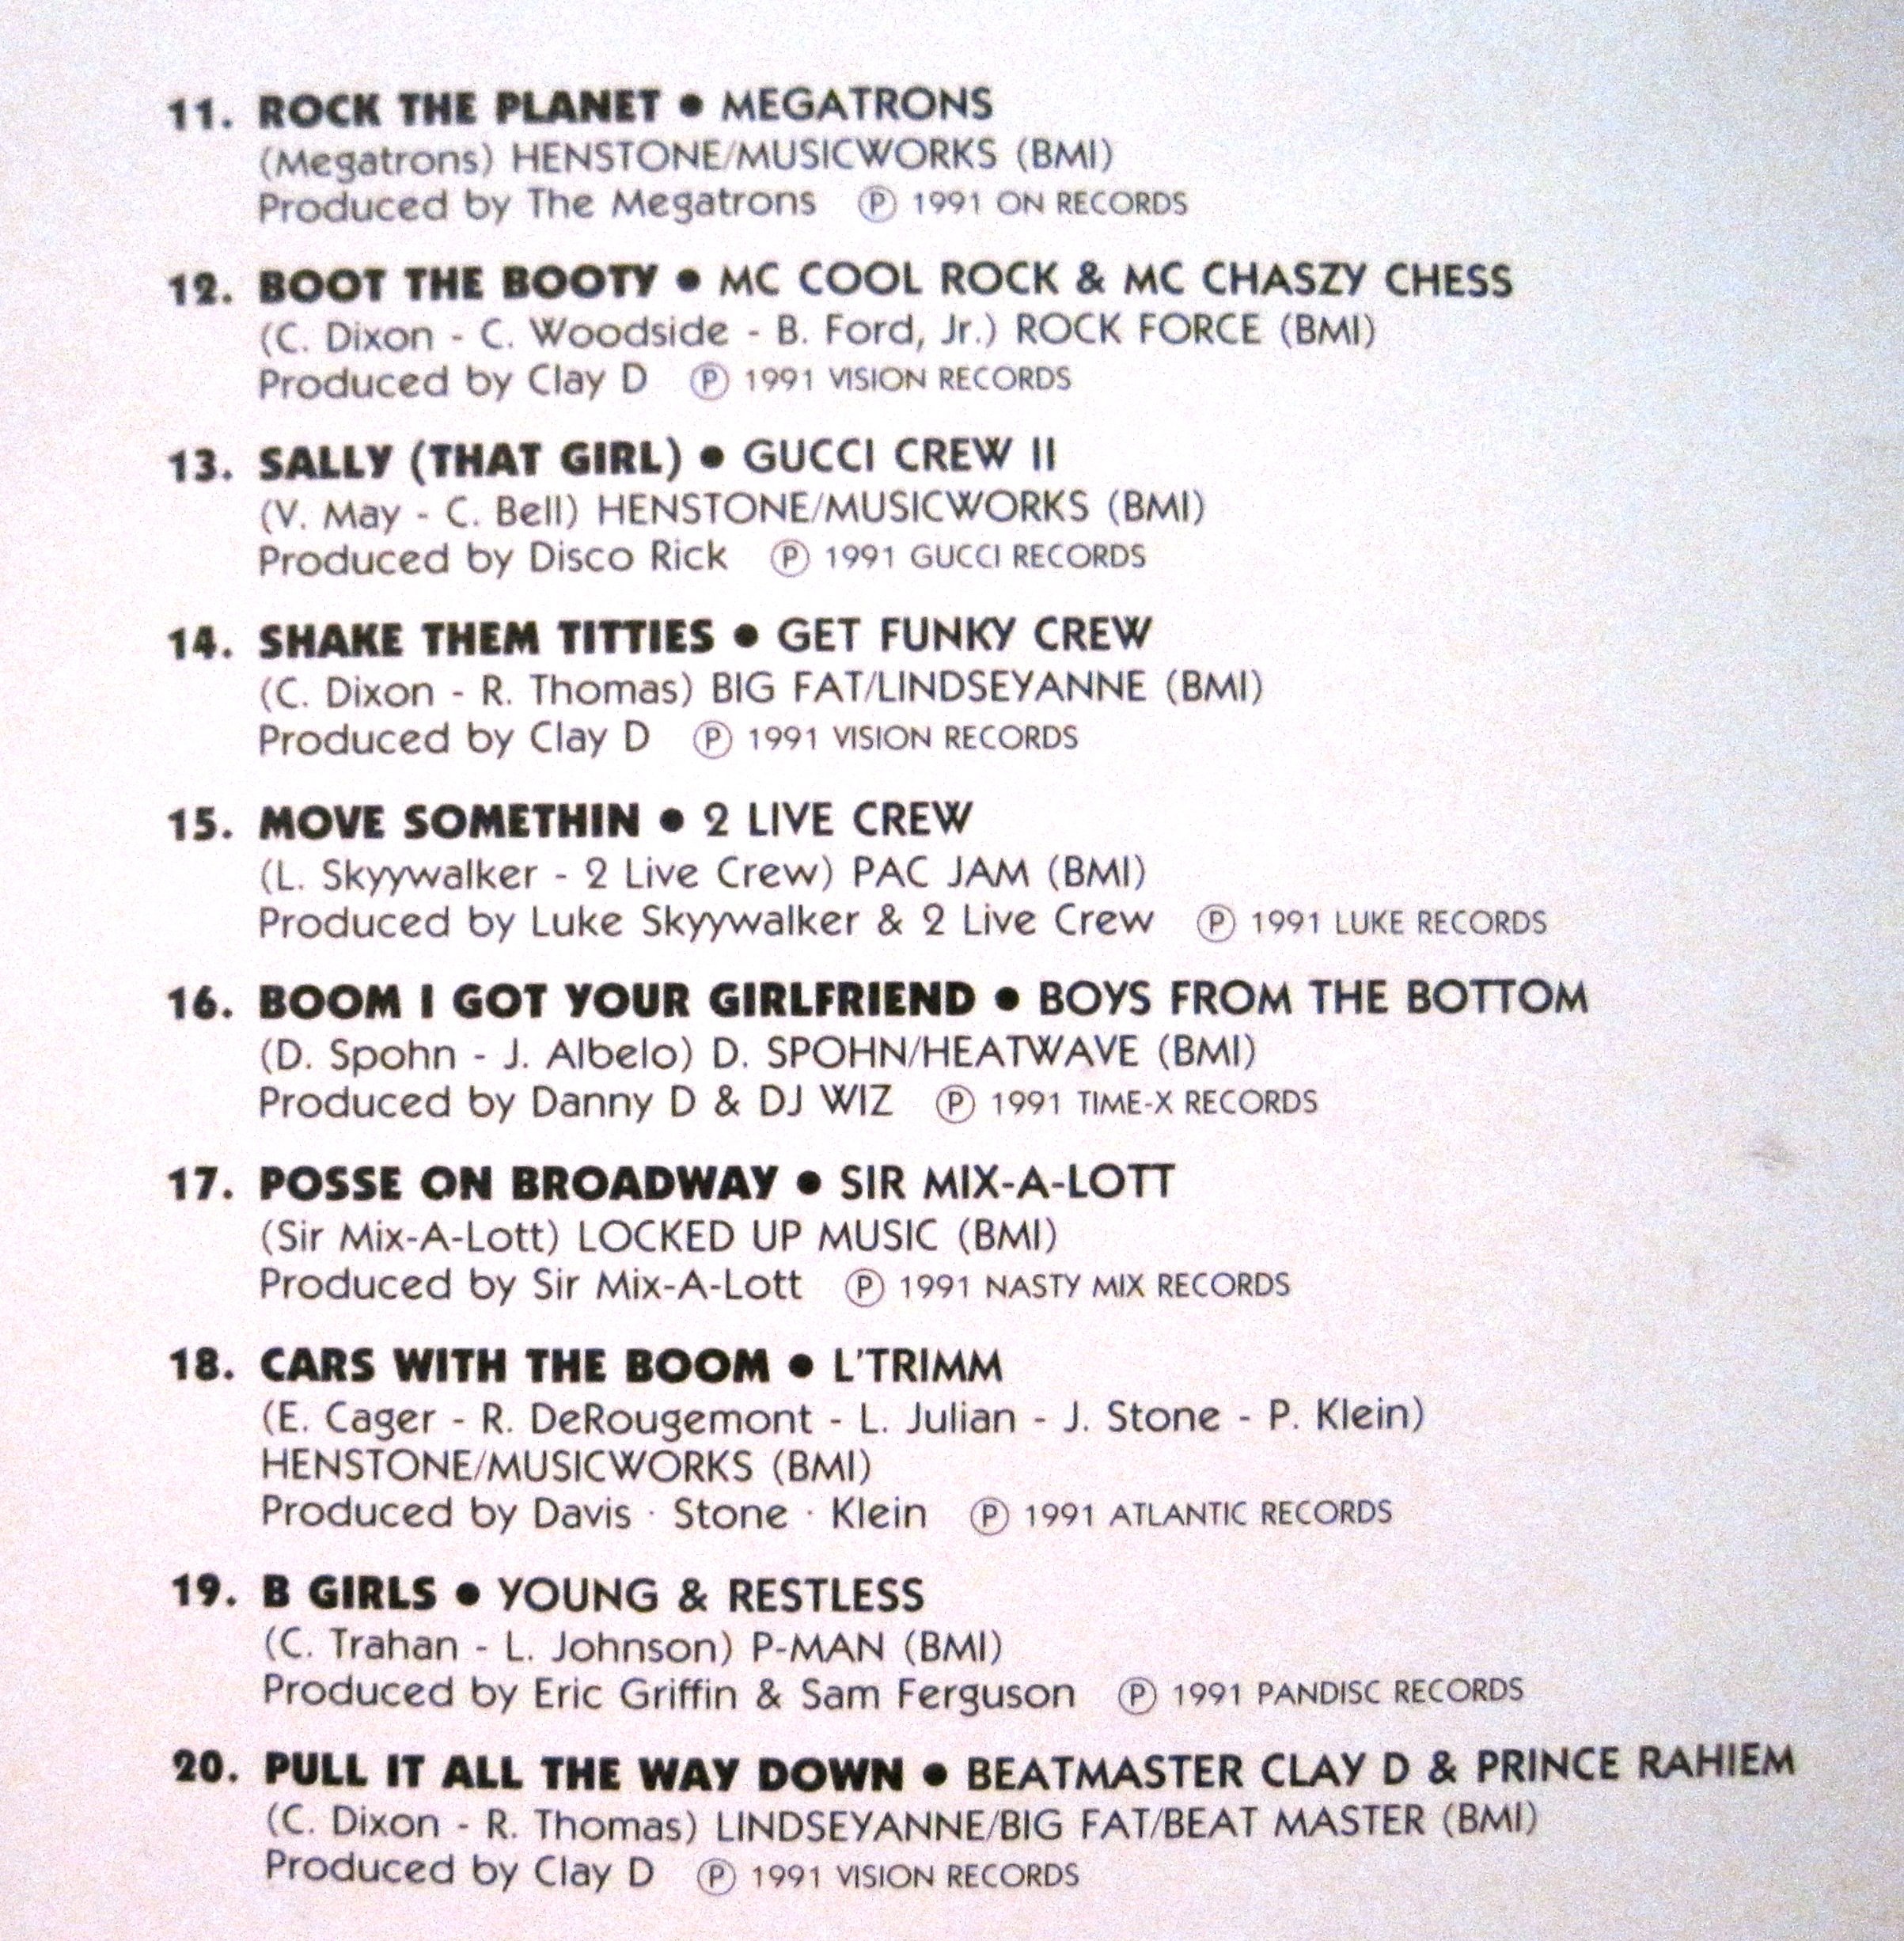 11. ROCK THE PLANET • MEGATRONS
(Megatrons) HENSTONE/MUSICWORKS (BMI)
Produced by The Megatrons ℗ 1991 ON RECORDS
12. BOOT THE BOOTY • MC COOL ROCK & MC CHASZY CHESS
(C. Dixon - C. Woodside - B. Ford, Jr.) ROCK FORCE (BMI)
Produced by Clay D ℗ 1991 VISION RECORDS
13. SALLY (THAT GIRL) • GUCCI CREW II
(V. May - C. Bell) HENSTONE/MUSICWORKS (BMI)
Produced by Disco Rick ℗ 1991 GUCCI RECORDS
14. SHAKE THEM TITTIES • GET FUNKY CREW
(C. Dixon - R. Thomas) BIG FAT/LINDSEYANNE (BMI)
Produced by Clay D ℗ 1991 VISION RECORDS
15. MOVE SOMETHIN • 2 LIVE CREW
(L. Skyywalker - 2 Live Crew) PAC JAM (BMI)
Produced by Luke Skyywalker & 2 Live Crew ℗ 1991 LUKE RECORDS
16. BOOM I GOT YOUR GIRLFRIEND • BOYS FROM THE BOTTOM
(D. Spohn - J. Albelo) D. SPOHN/HEATWAVE (BMI)
Produced by Danny D & DJ WIZ ℗ 1991 TIME-X RECORDS
17. POSSE ON BROADWAY • SIR MIX-A-LOTT
(Sir Mix-A-Lott) LOCKED UP MUSIC (BMI)
Produced by Sir Mix-A-Lott ℗ 1991 NASTY MIX RECORDS
18. CARS WITH THE BOOM • L'TRIMM
(E. Cager - R. DeRougemont - L. Julian - J. Stone - P. Klein)
HENSTONE/MUSICWORKS (BMI)
Produced by Davis · Stone · Klein ℗ 1991 ATLANTIC RECORDS
19. B GIRLS • YOUNG & RESTLESS
(C. Trahan - L. Johnson) P-MAN (BMI)
Produced by Eric Griffin & Sam Ferguson ℗ 1991 PANDISC RECORDS
20. PULL IT ALL THE WAY DOWN • BEATMASTER CLAY D & PRINCE RAHIEM
(C. Dixon - R. Thomas) LINDSEYANNE/BIG FAT/BEAT MASTER (BMI)
Produced by Clay D ℗ 1991 VISION RECORDS